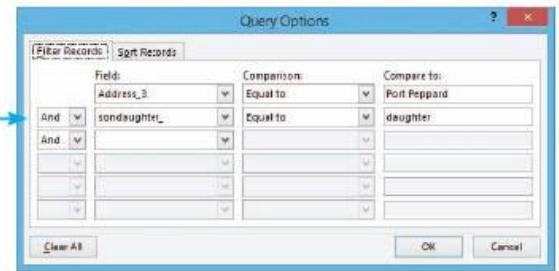 Query Options
Filter Records Sort Records
Field: Comparison: Compare to:
Address_3 Equal to Port Peppard
And sondaughter_ Equal to daughter
And
Clear All OK Cancel